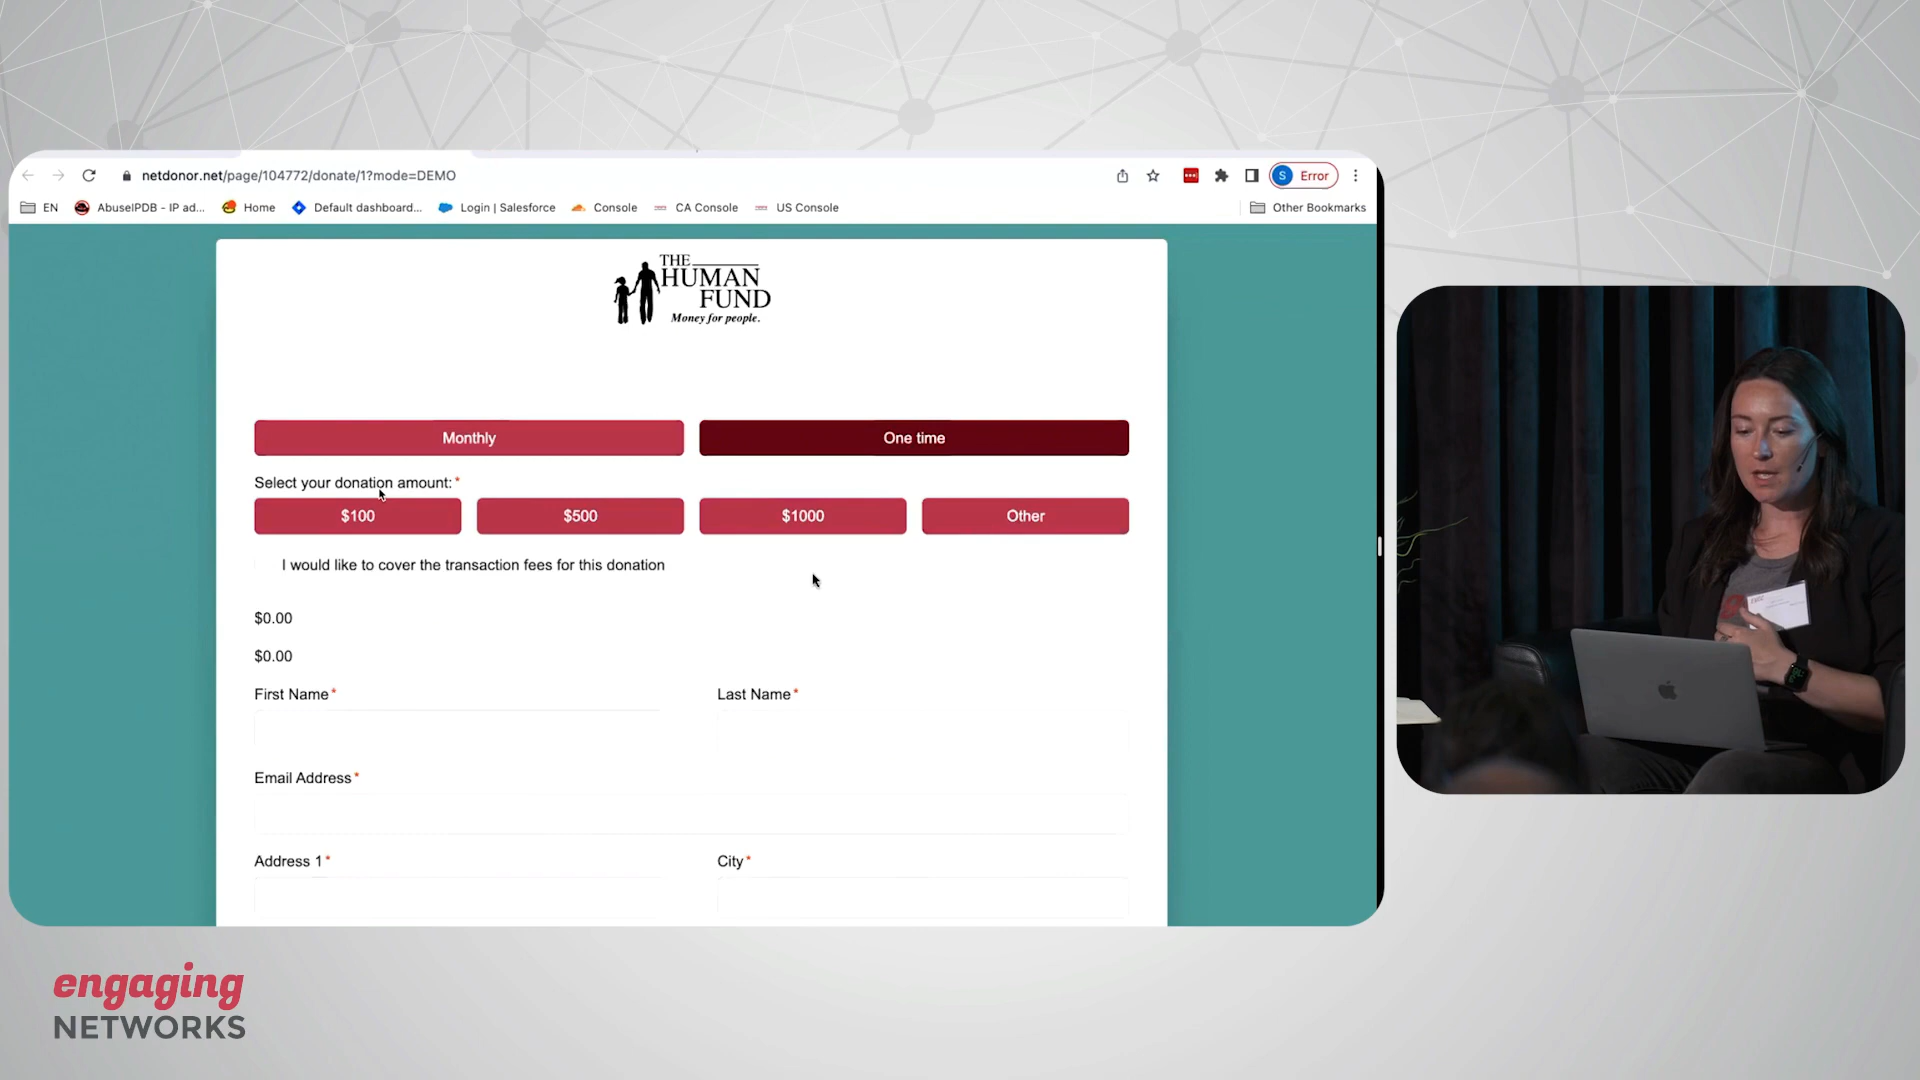 netdonor.net/page/104772/donate/1?mode=DEMO
S Error
EN AbuseIPDB - IP ad... Home Default dashboard... Login | Salesforce Console CA Console US Console Other Bookmarks
THE
HUMAN
FUND
Money for people.
Monthly One time
Select your donation amount:*
$100 $500 $1000 Other
I would like to cover the transaction fees for this donation
$0.00
$0.00
First Name* Last Name*
Email Address*
Address 1* City*
engaging
NETWORKS